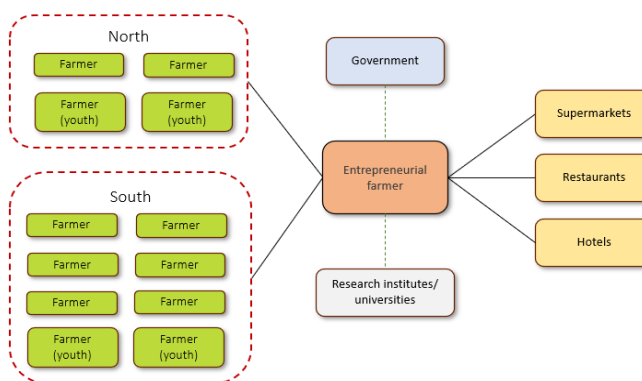 North
Farmer
Farmer
Farmer
(youth)
Farmer
(youth)
South
Farmer
Farmer
Farmer
Farmer
Farmer
Farmer
Farmer
(youth)
Farmer
(youth)
Government
Entrepreneurial
farmer
Research institutes/
universities
Supermarkets
Restaurants
Hotels